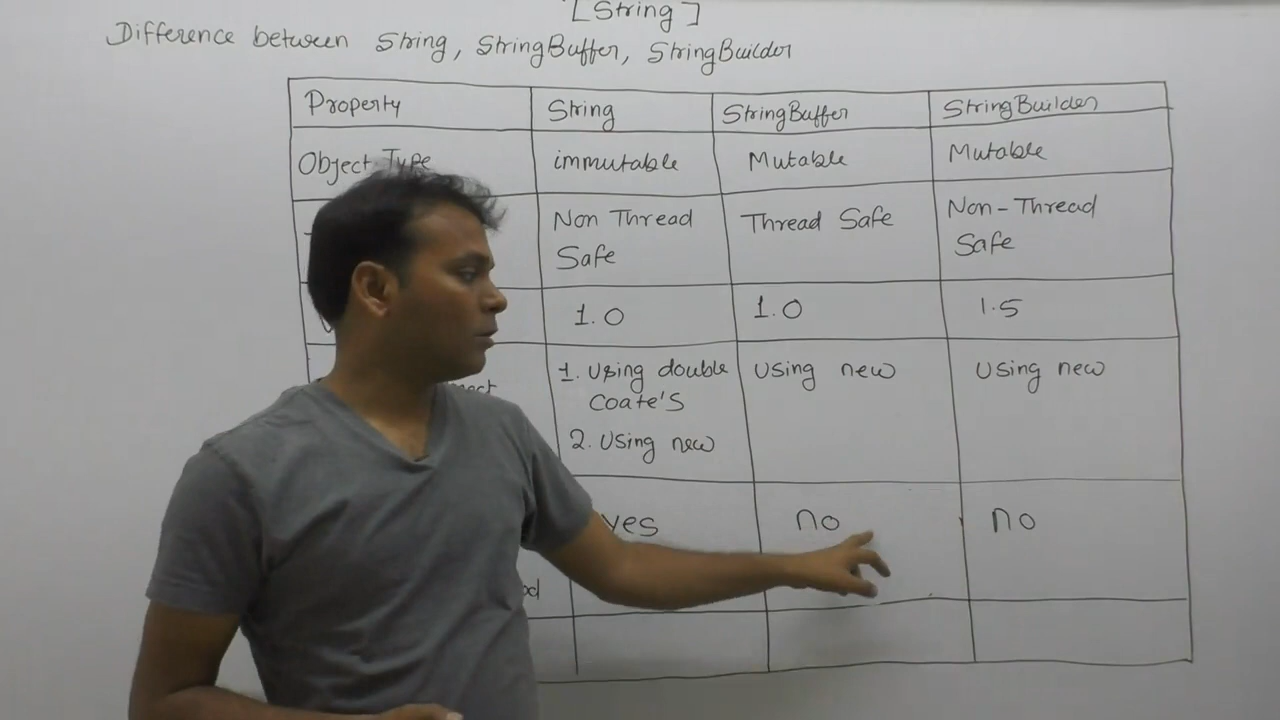 [String]
Difference between String, StringBuffer, StringBuilder
Property String StringBuffer StringBuilder
Object Type immutable Mutable Mutable
Non Thread Safe Thread Safe Non-Thread Safe
1.0 1.0 1.5
1. Using double Coate's Using new Using new
2. Using new
yes no no